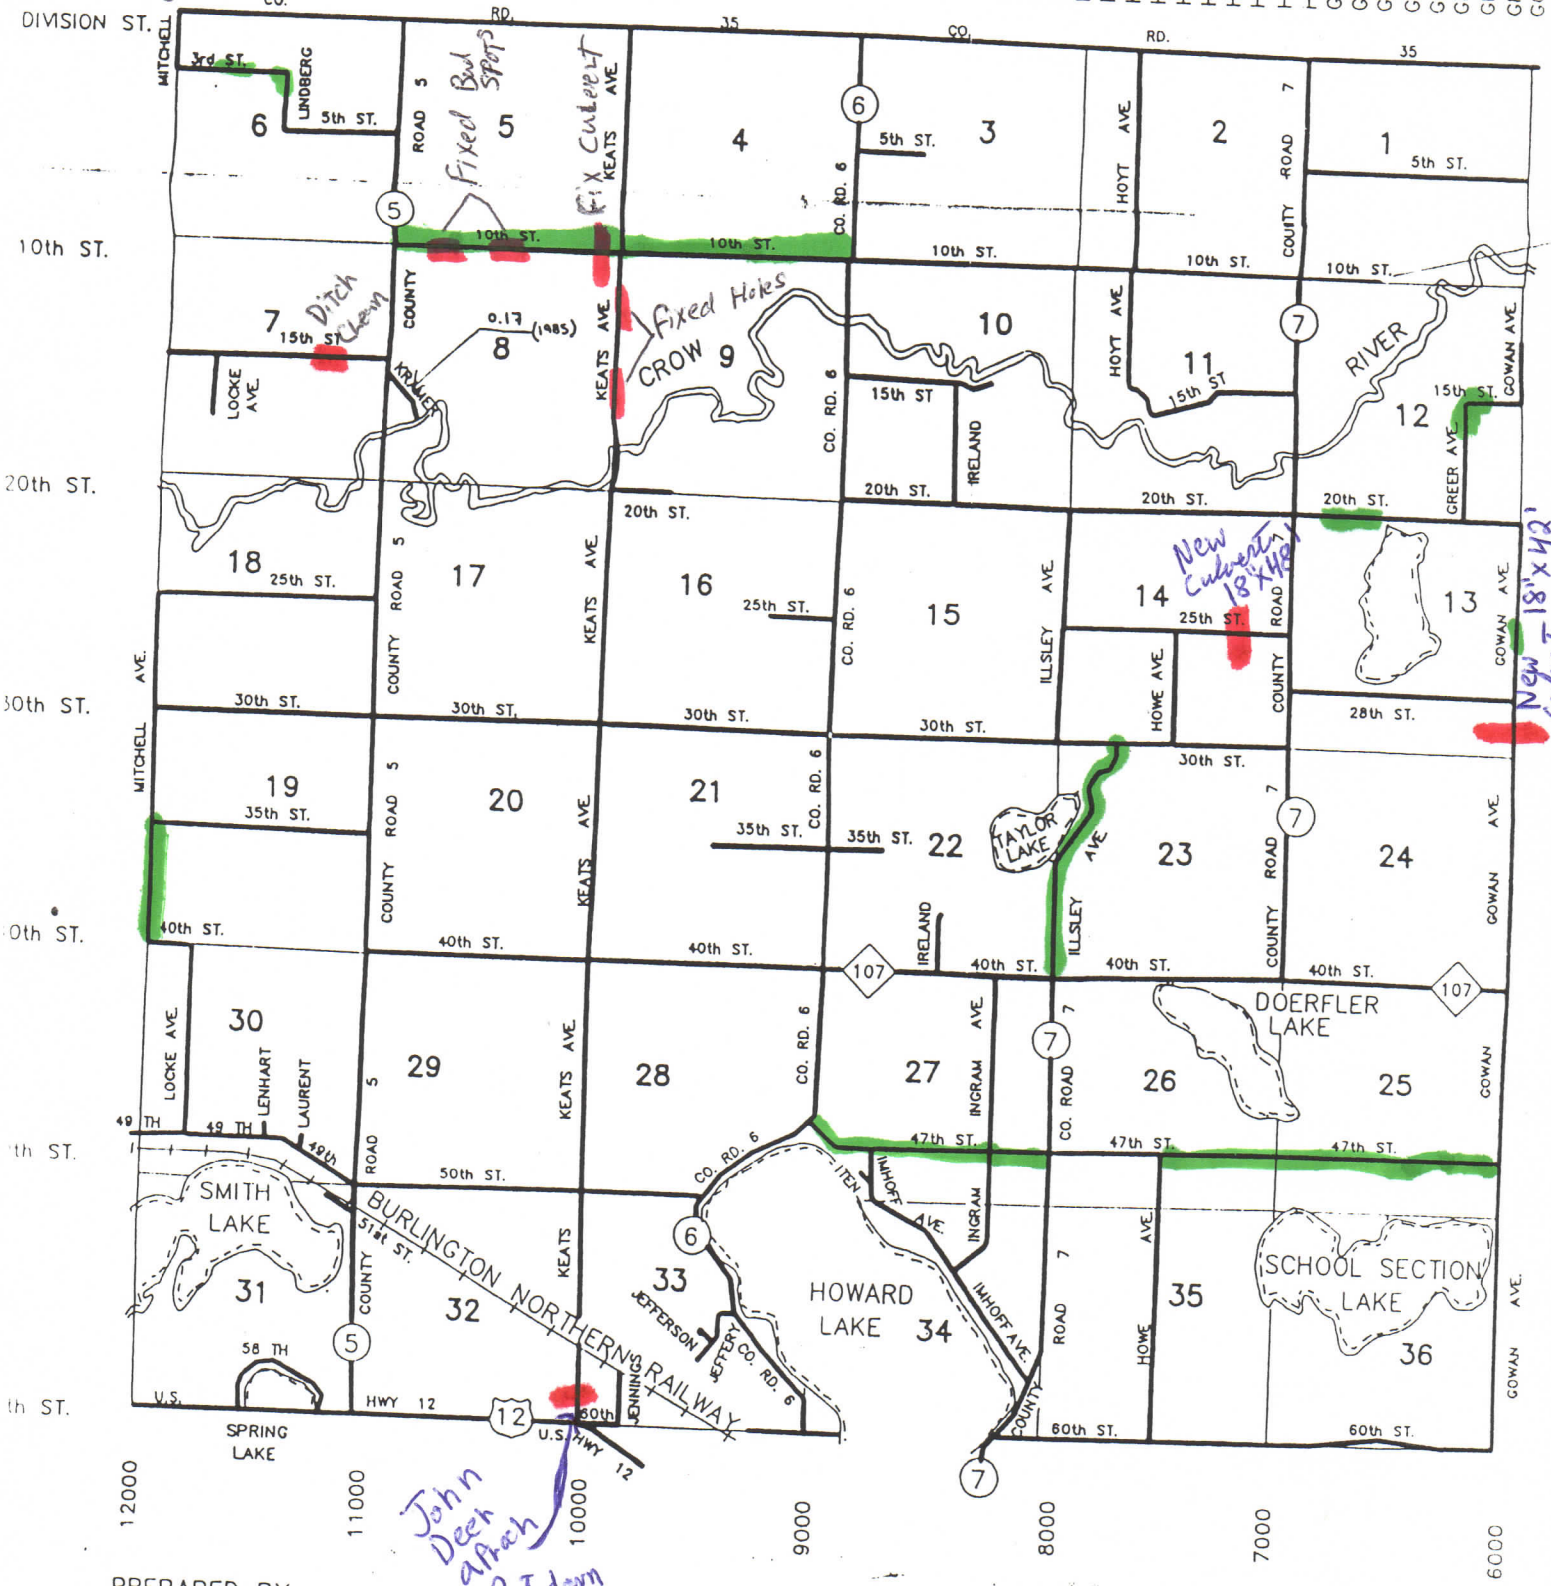 DIVISION ST.
MITCHELL
CO.
RD.
35
CO.
RD.
35
3rd ST.
LINDBERG
6
5th ST.
ROAD 5
5
Fixed Bad
Spots
Fix Culvert
KEATS AVE.
4
6
CO. RD. 6
5th ST.
3
HOYT AVE.
2
COUNTY ROAD 7
1
5th ST.
5
10th ST.
10th ST.
10th ST.
10th ST.
10th ST.
10th ST.
7
Ditch
Clean
15th ST
LOCKE
AVE.
COUNTY
0.17
(1985)
8
KEATS AVE
Fixed Holes
CROW
9
CO. RD. 6
10
15th ST
IRELAND
HOYT AVE.
11
15th ST
7
RIVER
12
15th ST.
GOWAN AVE.
GREER AVE.
20th ST.
20th ST.
20th ST.
20th ST.
20th ST.
18
25th ST.
COUNTY ROAD 5
17
KEATS AVE.
16
25th ST.
CO. RD. 6
15
ILLSLEY AVE.
14
New
Culvert
18"X48'
25th ST.
HOWE AVE.
COUNTY ROAD 7
13
GOWAN AVE.
New
18"X42'
28th ST.
MITCHELL AVE.
30th ST.
30th ST.
30th ST.
30th ST.
30th ST.
19
35th ST.
COUNTY ROAD 5
20
KEATS AVE.
21
35th ST.
CO. RD. 6
35th ST.
22
TAYLOR
LAKE
ILLSLEY AVE.
23
COUNTY ROAD 7
7
24
GOWAN AVE.
IRELAND
40th ST.
40th ST.
40th ST.
107
40th ST.
40th ST.
40th ST.
107
LOCKE AVE.
30
LENHART
LAURENT
ROAD 5
29
KEATS AVE.
28
CO. RD. 6
27
INGRAM AVE.
7
CO. ROAD 7
26
DOERFLER
LAKE
25
GOWAN
49 TH
49 TH
49th
50th ST.
CO. RD. 6
47th ST.
47th ST.
47th ST.
SMITH
LAKE
51st ST.
BURLINGTON NORTHERN RAILWAY
ITEN
IMHOFF
AVE.
INGRAM
31
COUNTY
32
KEATS
6
33
JEFFERSON
JEFFERY
CO. RD. 6
HOWARD
LAKE
34
IMHOFF AVE.
ROAD 7
HOWE AVE.
35
SCHOOL SECTION
LAKE
36
GOWAN AVE.
5
58 TH
U.S.
HWY 12
12
60th
JENNINGS
U.S. HWY 12
COUNTY
7
60th ST.
60th ST.
SPRING
LAKE
12000
11000
10000
9000
8000
7000
6000
John
Deer
aproch
PREPARED BY